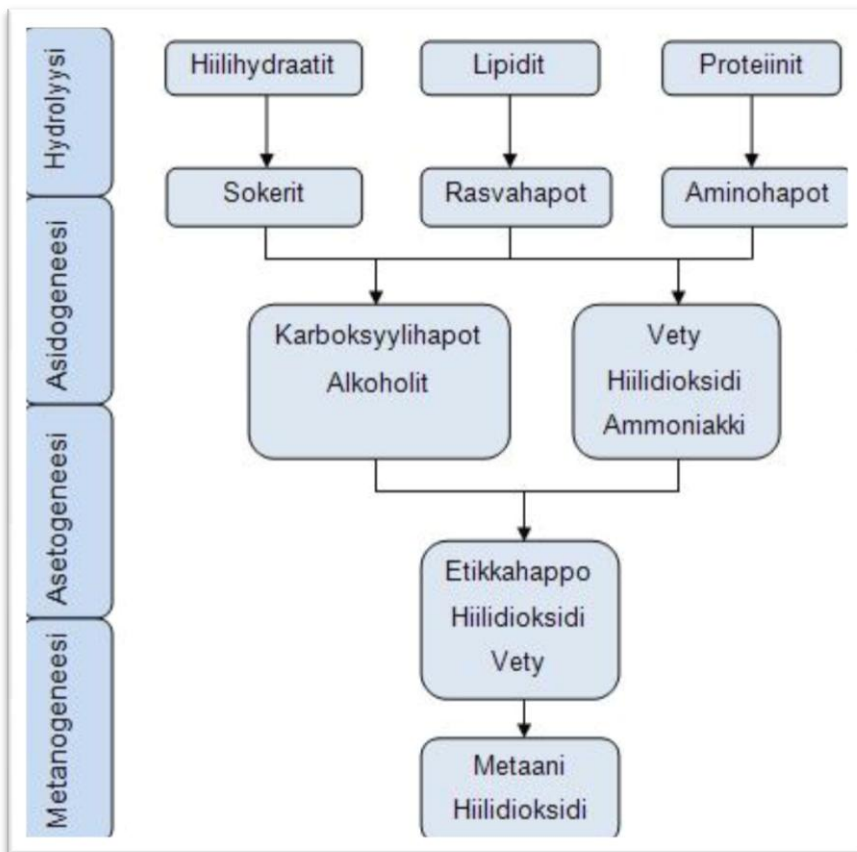 Hydrolyysi
Hiilihydraatit
Lipidit
Proteiinit
Sokerit
Rasvahapot
Aminohapot
Asidogeneesi
Karboksyylihapot
Alkoholit
Vety
Hiilidioksidi
Ammoniakki
Asetogeneesi
Etikkahappo
Hiilidioksidi
Vety
Metanogeneesi
Metaani
Hiilidioksidi